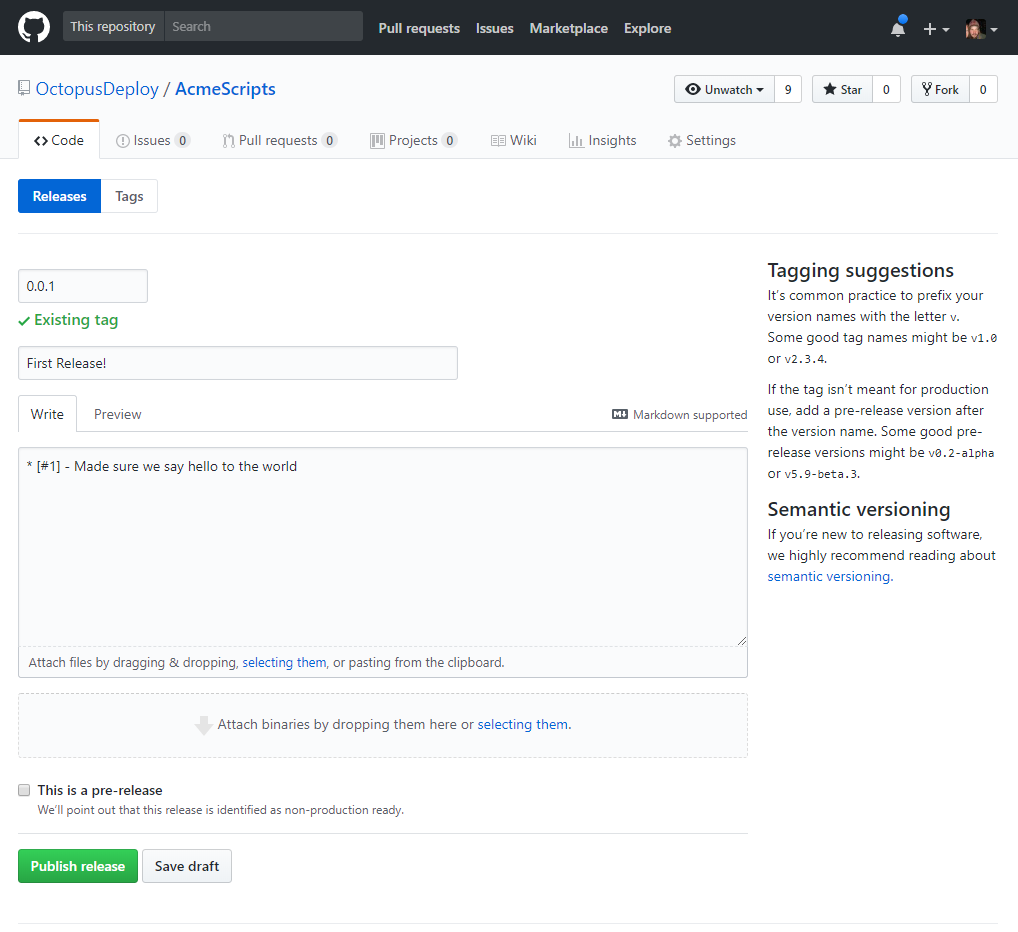 This repository Search Pull requests Issues Marketplace Explore
OctopusDeploy / AcmeScripts Unwatch 9 Star 0 Fork 0
Code Issues 0 Pull requests 0 Projects 0 Wiki Insights Settings
Releases Tags
0.0.1
Existing tag
First Release!
Write Preview Markdown supported
* [#1] - Made sure we say hello to the world
Attach files by dragging & dropping, selecting them, or pasting from the clipboard.
Attach binaries by dropping them here or selecting them.
This is a pre-release
We’ll point out that this release is identified as non-production ready.
Publish release Save draft
Tagging suggestions
It’s common practice to prefix your
version names with the letter v.
Some good tag names might be v1.0
or v2.3.4.
If the tag isn’t meant for production
use, add a pre-release version after
the version name. Some good pre-
release versions might be v0.2-alpha
or v5.9-beta.3.
Semantic versioning
If you’re new to releasing software,
we highly recommend reading about
semantic versioning.